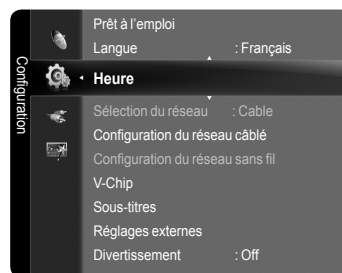 Configuration
Prêt à l'emploi
Langue : Français
Heure
Sélection du réseau : Cable
Configuration du réseau câblé
Configuration du réseau sans fil
V-Chip
Sous-titres
Réglages externes
Divertissement : Off